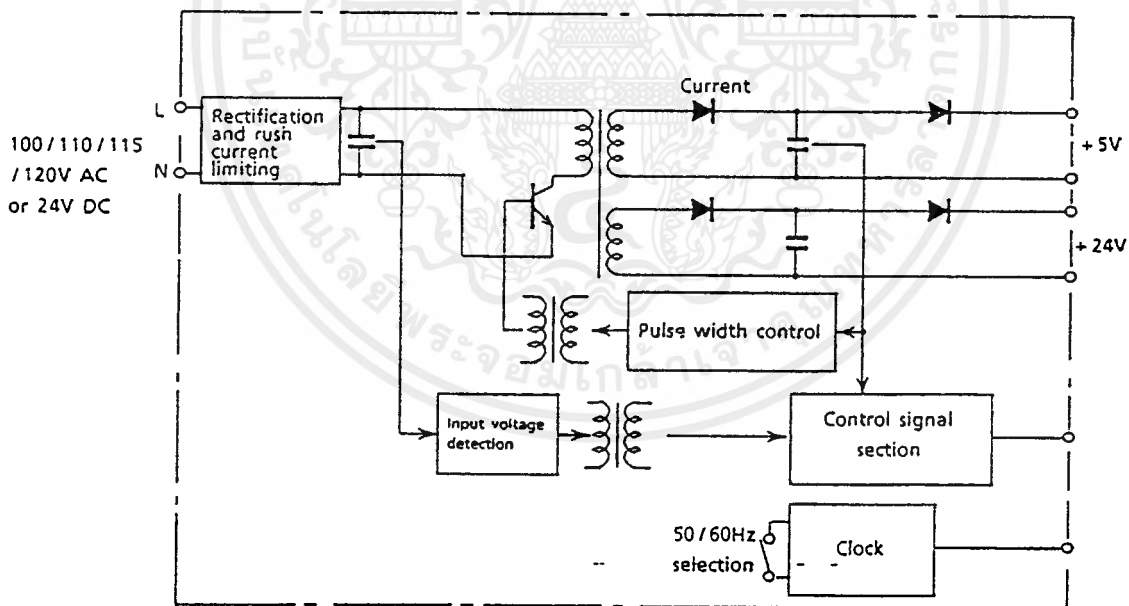 Current
L
Rectification
and rush
current
limiting
100/110/115
/120V AC
or 24V DC
N
+ 5V
+ 24V
Pulse width control
Input voltage
detection
Control signal
section
50/60Hz
selection
Clock